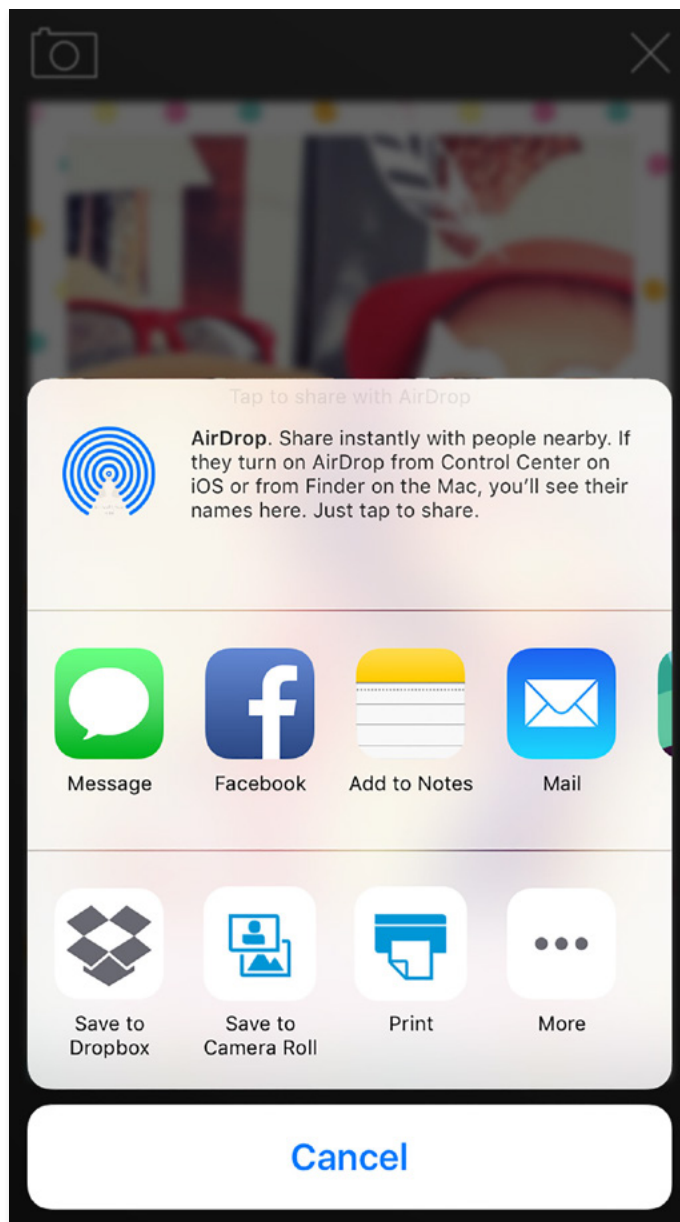 Tap to share with AirDrop
AirDrop. Share instantly with people nearby. If
they turn on AirDrop from Control Center on
iOS or from Finder on the Mac, you’ll see their
names here. Just tap to share.
Message
Facebook
Add to Notes
Mail
Save to
Dropbox
Save to
Camera Roll
Print
More
Cancel